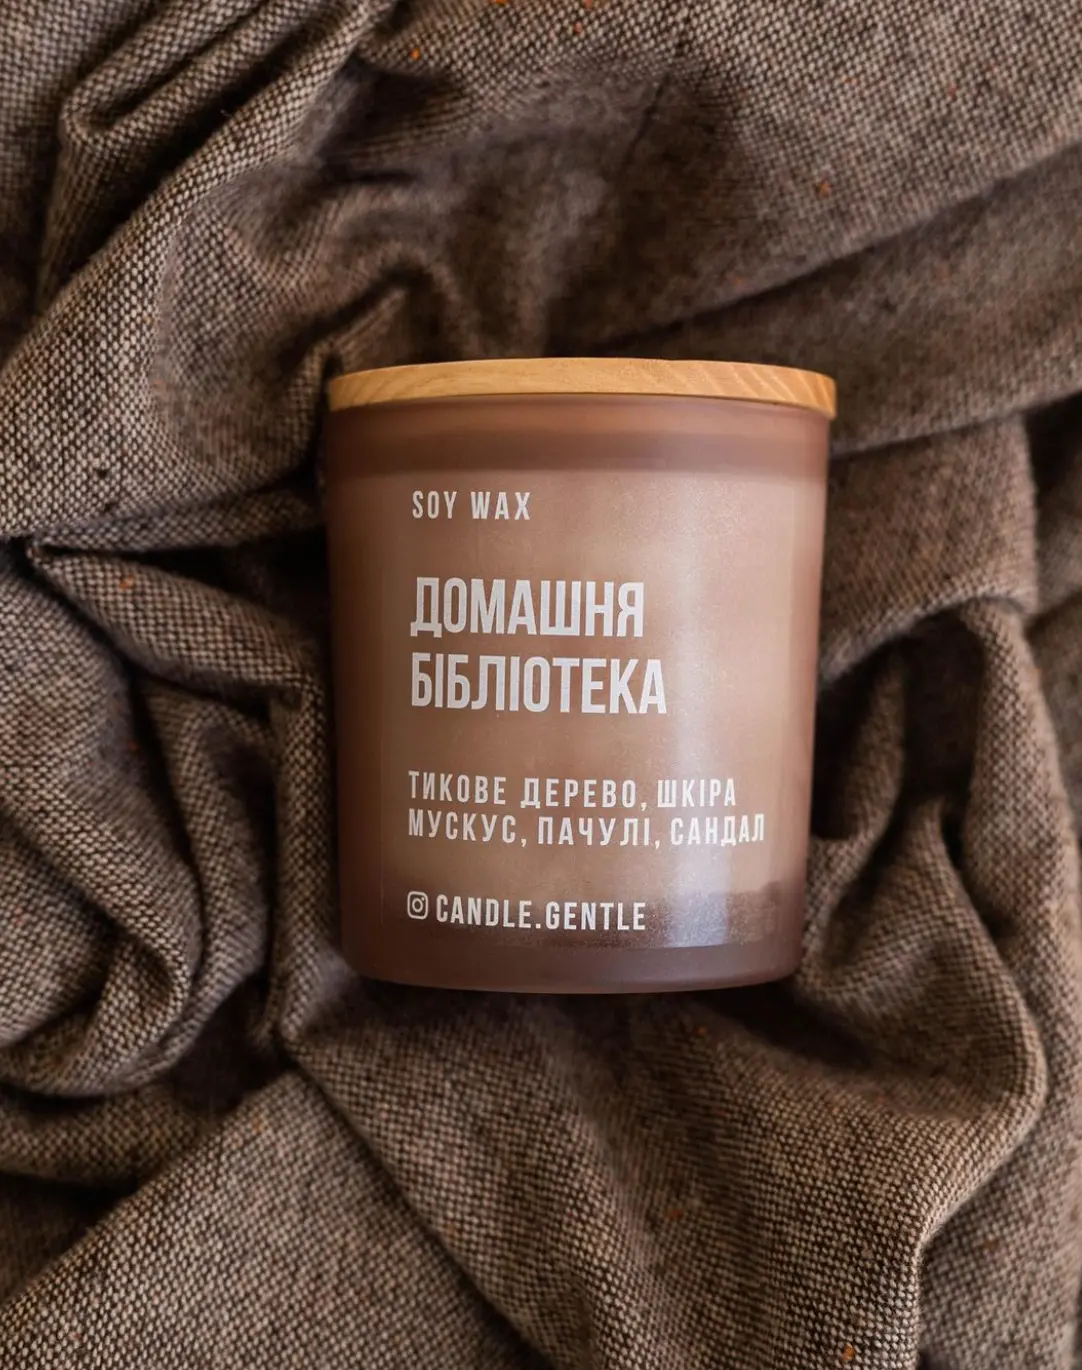 SOY WAX
ДОМАШНЯ
БІБЛІОТЕКА
ТИКОВЕ ДЕРЕВО, ШКІРА
МУСКУС, ПАЧУЛІ, САНДАЛ
CANDLE.GENTLE